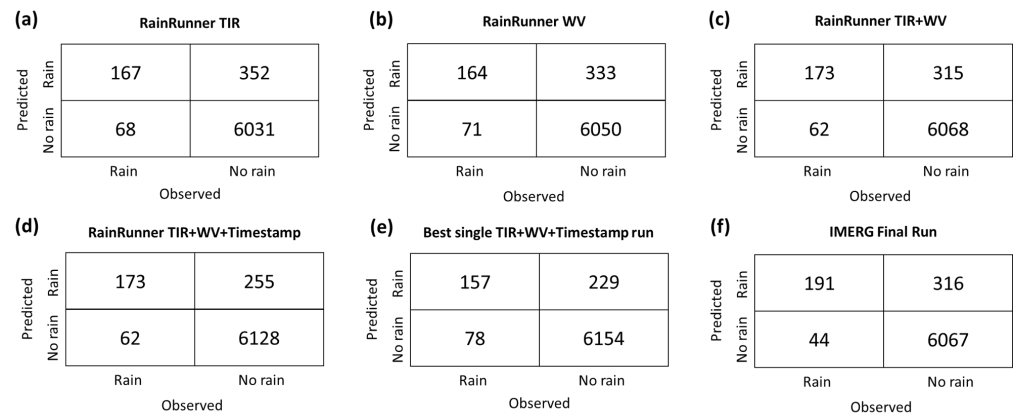 (a)
RainRunner TIR
Predicted
Rain
No rain
167
352
68
6031
Rain
No rain
Observed
(b)
RainRunner WV
Predicted
Rain
No rain
164
333
71
6050
Rain
No rain
Observed
(c)
RainRunner TIR+WV
Predicted
Rain
No rain
173
315
62
6068
Rain
No rain
Observed
(d)
RainRunner TIR+WV+Timestamp
Predicted
Rain
No rain
173
255
62
6128
Rain
No rain
Observed
(e)
Best single TIR+WV+Timestamp run
Predicted
Rain
No rain
157
229
78
6154
Rain
No rain
Observed
(f)
IMERG Final Run
Predicted
Rain
No rain
191
316
44
6067
Rain
No rain
Observed